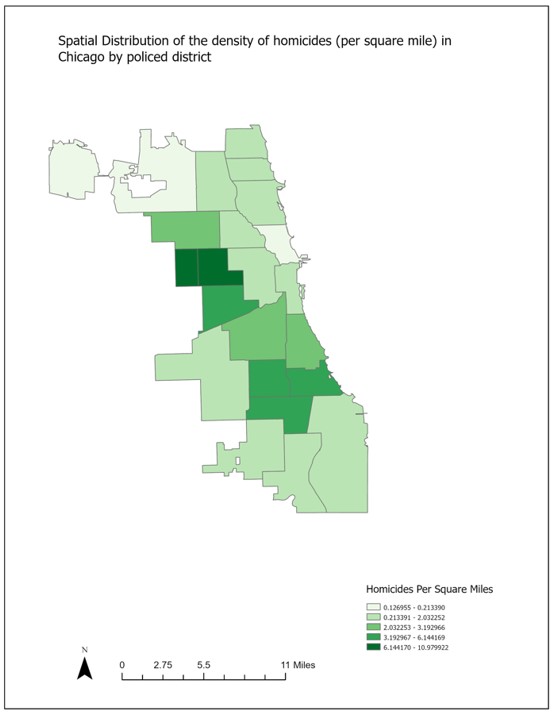 Spatial Distribution of the density of homicides (per square mile) in
Chicago by policed district
Homicides Per Square Miles
0.126955 - 0.213390
0.213391 - 2.032252
2.032253 - 3.192966
3.192967 - 6.144169
6.144170 - 10.979922
N
0 2.75 5.5 11 Miles